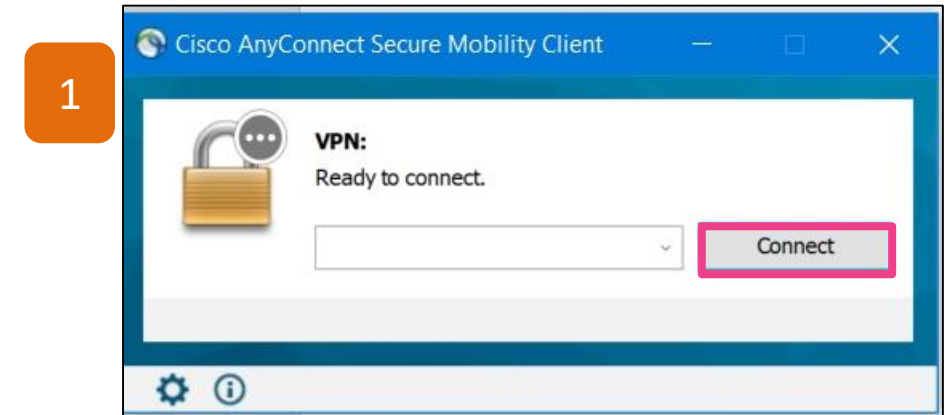 1
Cisco AnyConnect Secure Mobility Client
VPN:
Ready to connect.
Connect